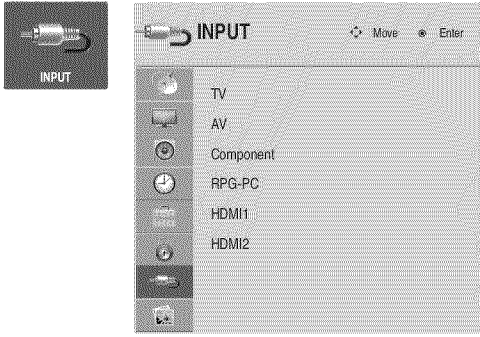 INPUT
INPUT
Move
Enter
TV
AV
Component
RPG-PC
HDMI1
HDMI2